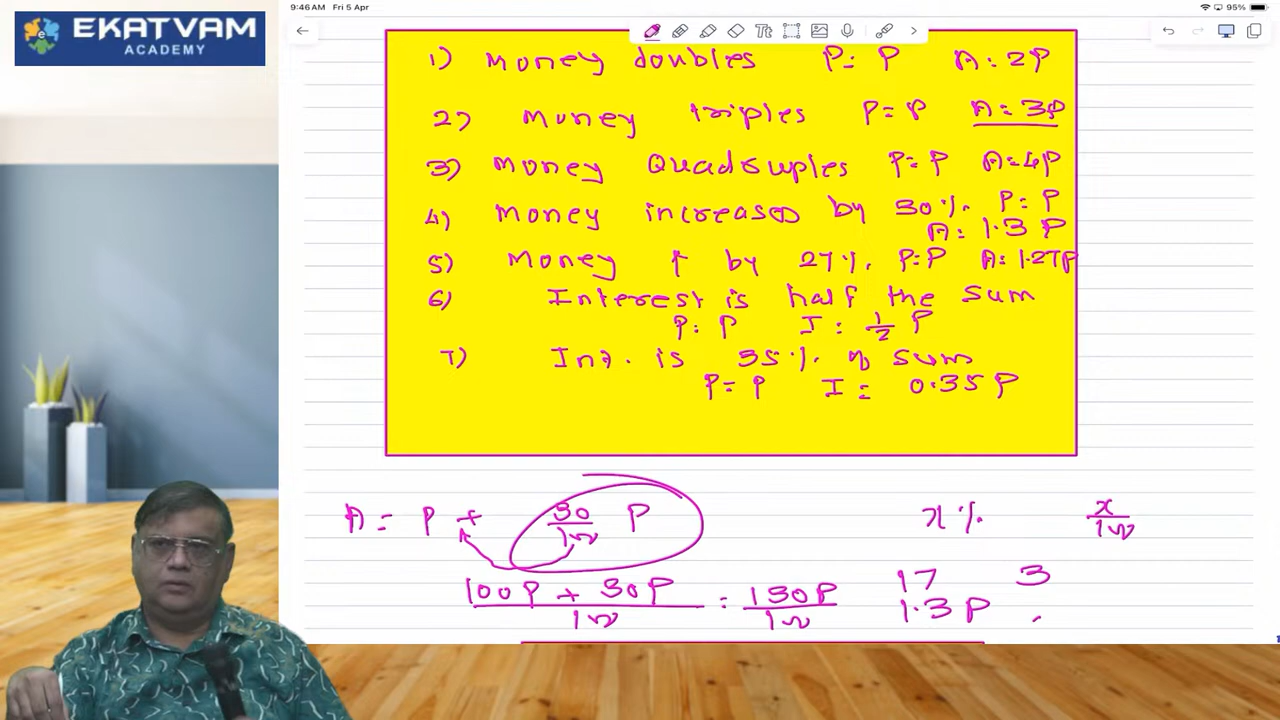 9:46AM Fri 5 Apr
95%
EKATVAM
ACADEMY
Tt
1) Money doubles P= P A= 2P
2) Money triples P= P A= 3P
3) Money Quadruples P= P A=4P
4) Money increased by 30%. P= P
A= 1.3 P
5) Money ↑ by 27%. P=P A= 1.27P
6) Interest is half the sum
P= P I = 1/2 P
7) Int. is 35% of sum
P= P I = 0.35 P
A = P + 30/100 P x% x/100
100P + 30P / 100 = 130P / 100 17 3
1.3 P